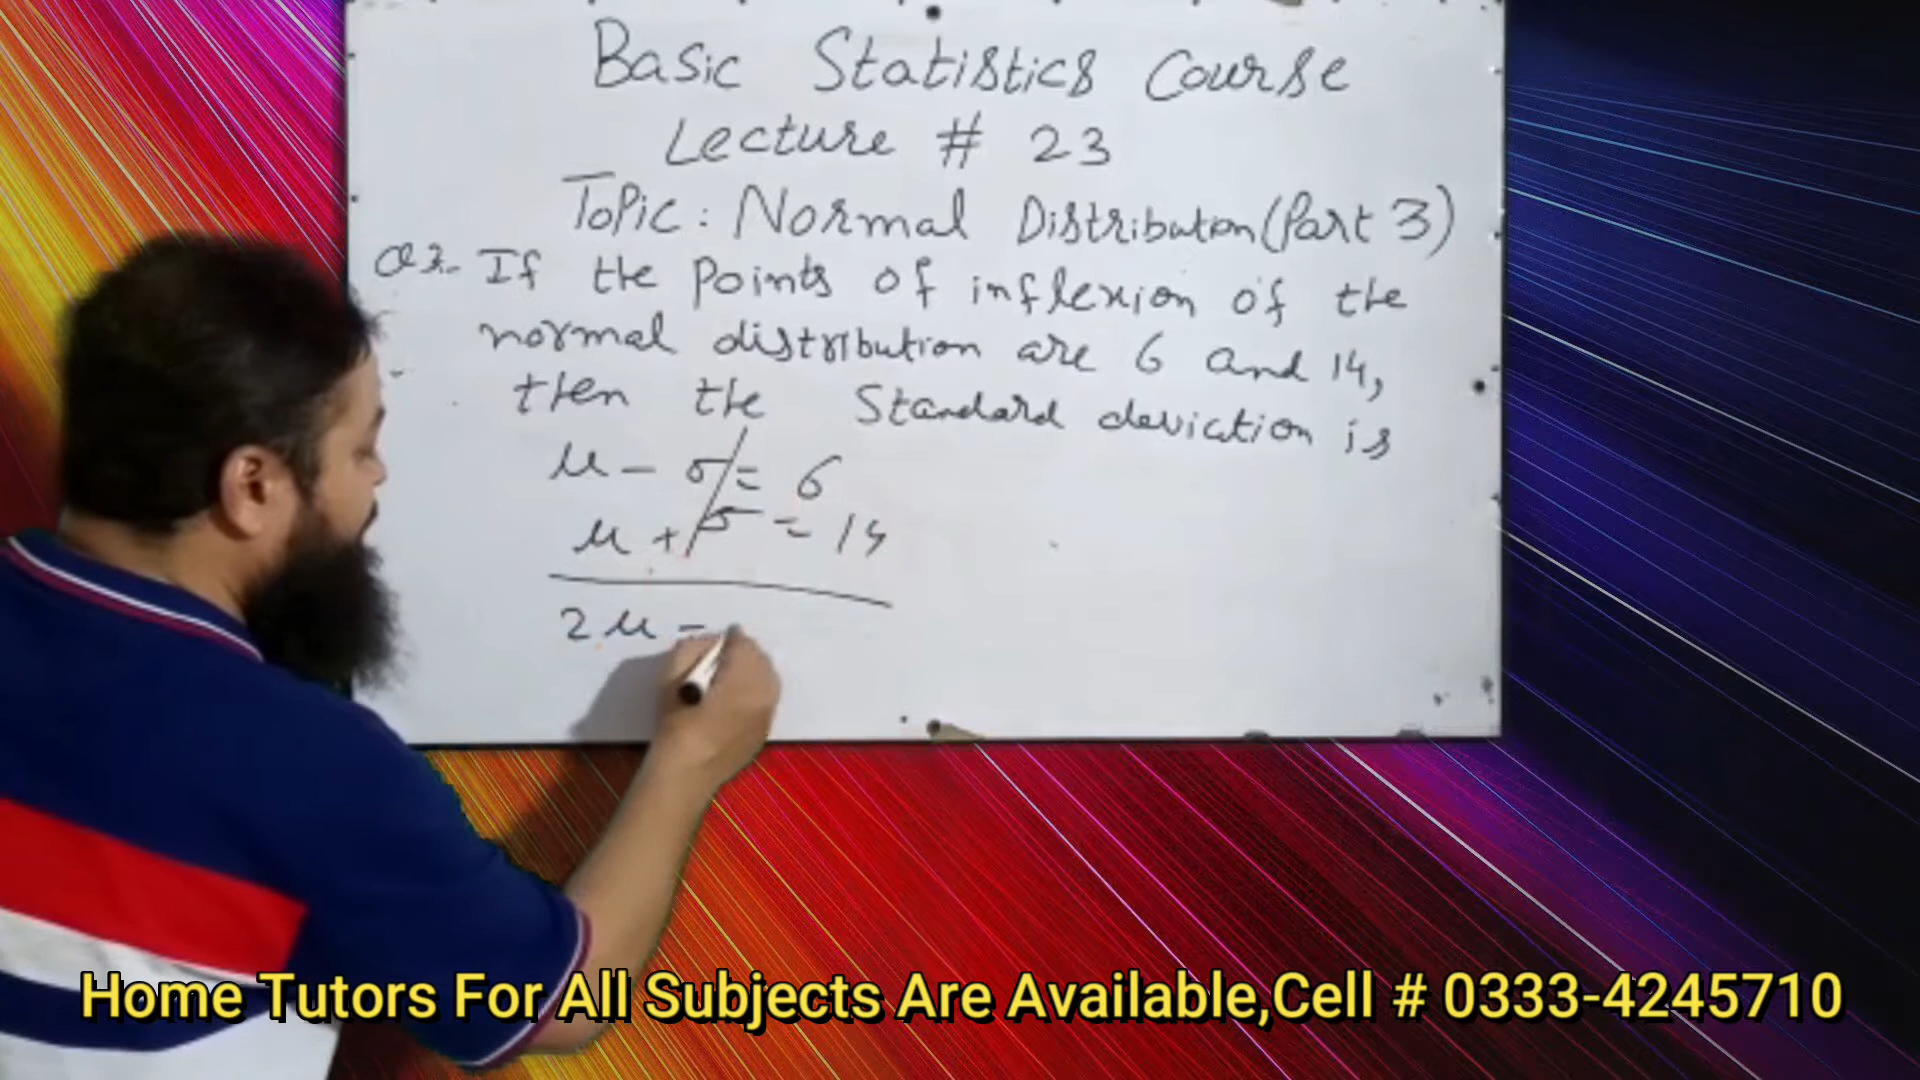 Basic Statistics Course
Lecture # 23
Topic: Normal Distribution (Part 3)
Q3. If the Points of inflexion of the
normal distribution are 6 and 14,
then the Standard deviation is
μ - σ = 6
μ + σ = 14
2μ =
Home Tutors For All Subjects Are Available,Cell # 0333-4245710